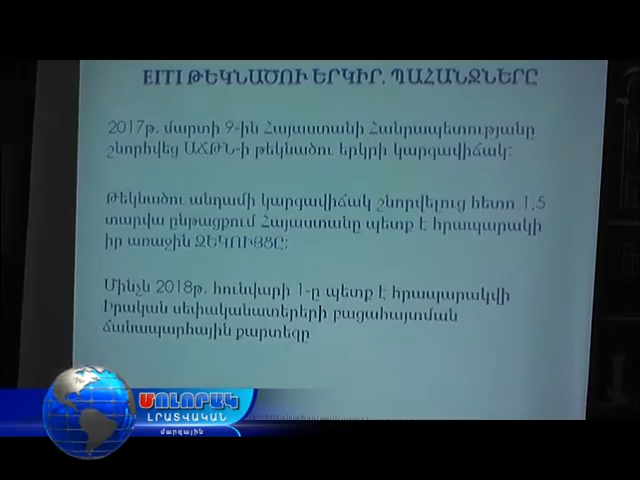 EITI ԹԵԿՆԱԾՈՒ ԵՐԿԻՐ. ՊԱՀԱՆՋՆԵՐԸ
2017թ. մարտի 9-ին Հայաստանի Հանրապետությանը
շնորհվեց ԱՃԹՆ-ի թեկնածու երկրի կարգավիճակ:
Թեկնածու անդամի կարգավիճակ շնորվելուց հետո 1,5
տարվա ընթացքում Հայաստանը պետք է հրապարակի
իր առաջին ԶԵԿՈՒՅՑԸ:
Մինչև 2018թ. հունվարի 1-ը պետք է հրապարակվի
Իրական սեփականատերերի բացահայտման
ճանապարհային քարտեզը
ՄՈԼՈՐԱԿ
ԼՐԱՏՎԱԿԱՆ
մարզային